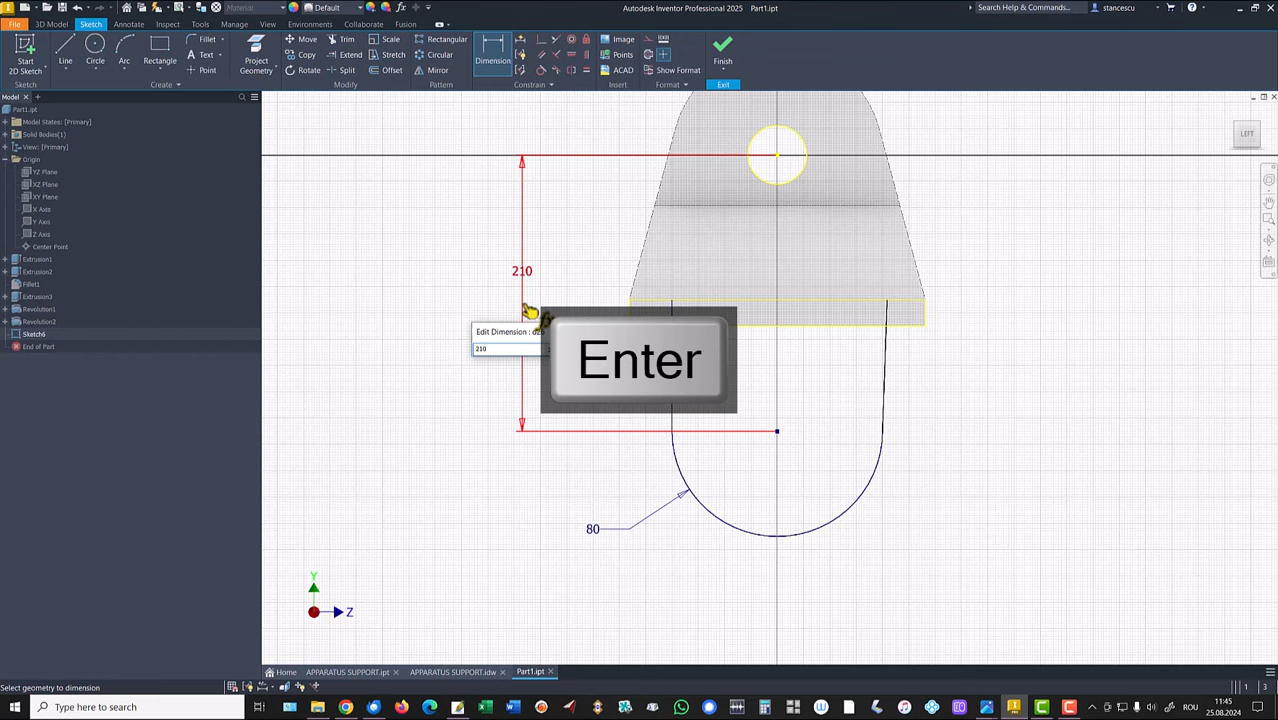 Material
Default
Autodesk Inventor Professional 2025 Part1.ipt
Search Help & Commands...
stancescu
File
3D Model
Sketch
Annotate
Inspect
Tools
Manage
View
Environments
Collaborate
Fusion
Start
2D Sketch
Line
Circle
Arc
Rectangle
Fillet
Text
Point
Project
Geometry
Move
Copy
Rotate
Trim
Extend
Split
Scale
Stretch
Offset
Rectangular
Circular
Mirror
Dimension
Image
Points
ACAD
Show Format
Finish
Sketch
Create
Modify
Pattern
Constrain
Insert
Format
Exit
Model
Part1.ipt
Model States: [Primary]
Solid Bodies(1)
View: [Primary]
Origin
YZ Plane
XZ Plane
XY Plane
X Axis
Y Axis
Z Axis
Center Point
Extrusion1
Extrusion2
Fillet1
Extrusion3
Revolution1
Revolution2
Sketch6
End of Part
LEFT
210
Edit Dimension :
210
Enter
80
Y
Z
Home
APPARATUS SUPPORT.ipt
APPARATUS SUPPORT.idw
Part1.ipt
Select geometry to dimension
1
3
Type here to search
ROU
11:45
25.08.2024